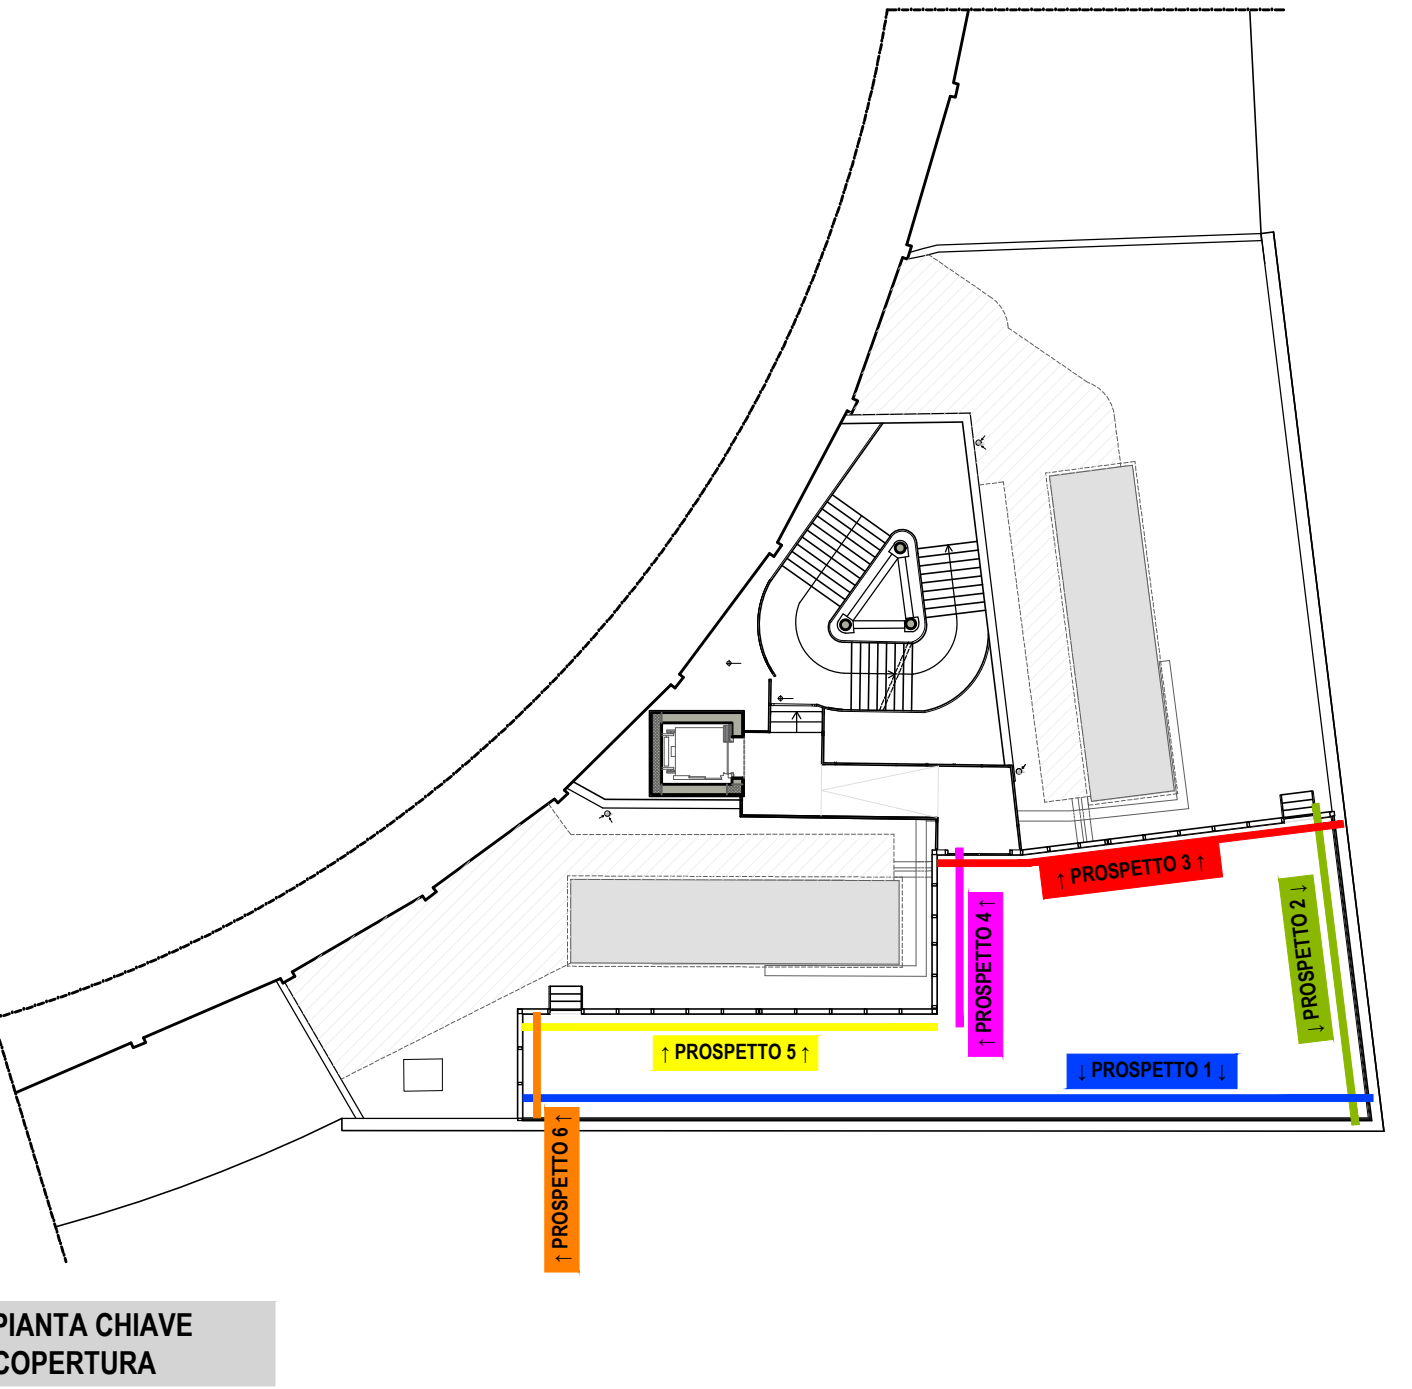 ↑ PROSPETTO 3 ↑
↓ PROSPETTO 2 ↓
↑ PROSPETTO 4 ↑
↑ PROSPETTO 5 ↑
↓ PROSPETTO 1 ↓
↑ PROSPETTO 6 ↑
PIANTA CHIAVE
COPERTURA